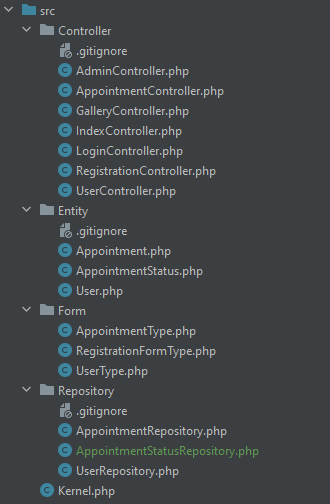 src
Controller
.gitignore
AdminController.php
AppointmentController.php
GalleryController.php
IndexController.php
LoginController.php
RegistrationController.php
UserController.php
Entity
.gitignore
Appointment.php
AppointmentStatus.php
User.php
Form
AppointmentType.php
RegistrationFormType.php
UserType.php
Repository
.gitignore
AppointmentRepository.php
AppointmentStatusRepository.php
UserRepository.php
Kernel.php